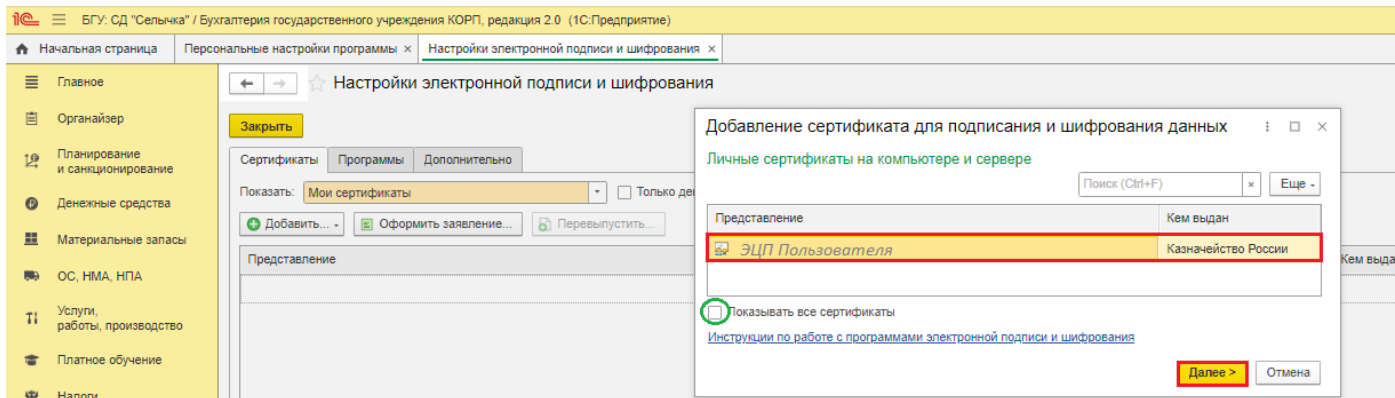 БГУ: СД "Селычка" / Бухгалтерия государственного учреждения КОРП, редакция 2.0 (1С:Предприятие)
Начальная страница
Персональные настройки программы ×
Настройки электронной подписи и шифрования ×
Главное
Органайзер
Планирование
и санкционирование
Денежные средства
Материальные запасы
ОС, НМА, НПА
Услуги,
работы, производство
Платное обучение
Налоги
Настройки электронной подписи и шифрования
Закрыть
Сертификаты Программы Дополнительно
Показать: Мои сертификаты
Только
Добавить... Оформить заявление... Перевыпустить...
Представление
Кем
Добавление сертификата для подписания и шифрования данных
Личные сертификаты на компьютере и сервере
Поиск (Ctrl+F) × Еще
Представление Кем выдан
ЭЦП Пользователя Казначейство России
Показывать все сертификаты
Инструкции по работе с программами электронной подписи и шифрования
Далее > Отмена